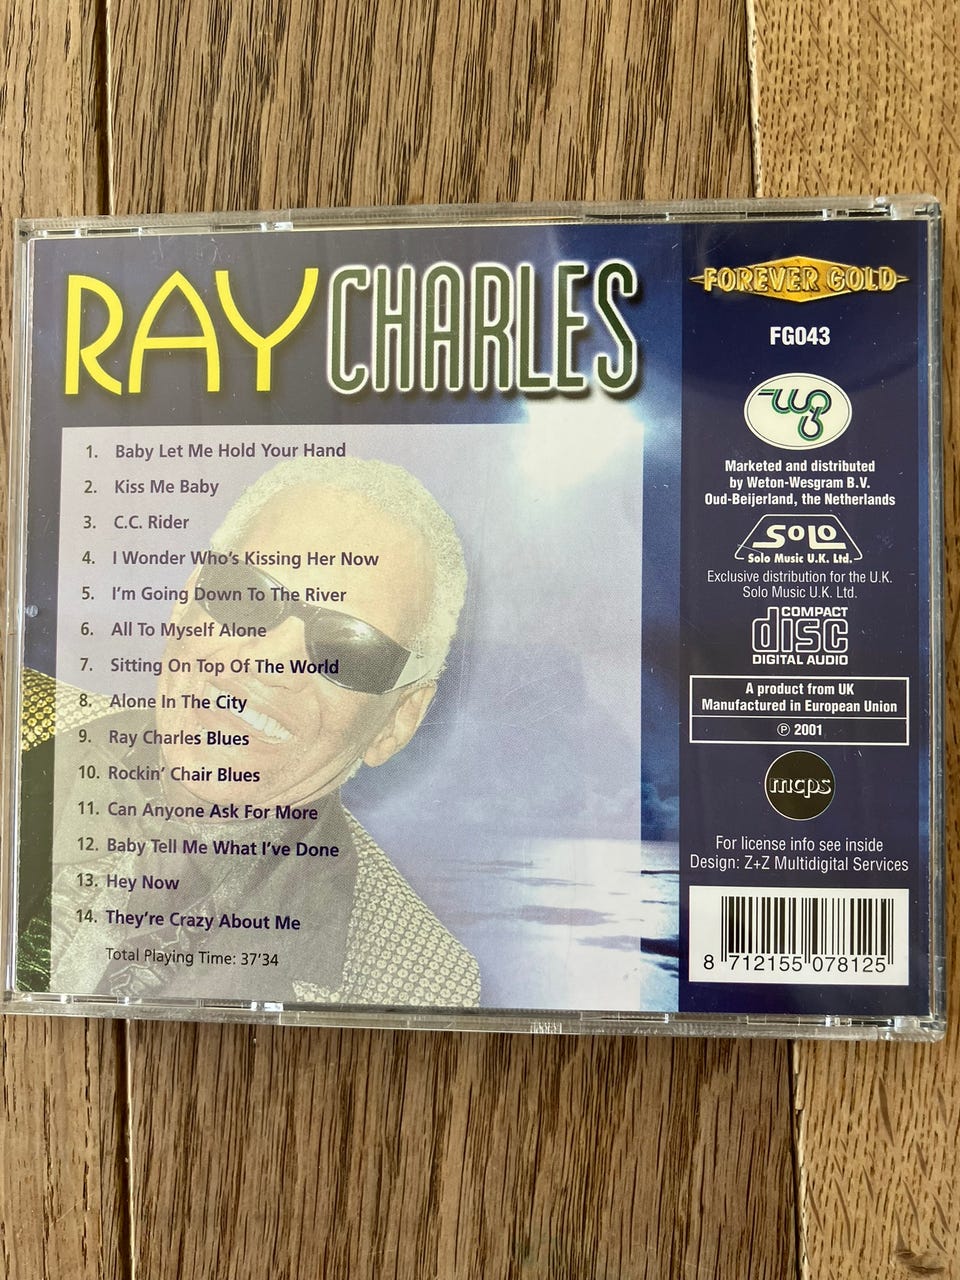 RAY CHARLES
1. Baby Let Me Hold Your Hand
2. Kiss Me Baby
3. C.C. Rider
4. I Wonder Who's Kissing Her Now
5. I'm Going Down To The River
6. All To Myself Alone
7. Sitting On Top Of The World
8. Alone In The City
9. Ray Charles Blues
10. Rockin' Chair Blues
11. Can Anyone Ask For More
12. Baby Tell Me What I've Done
13. Hey Now
14. They're Crazy About Me
Total Playing Time: 37'34
FOREVER GOLD
FG043
Marketed and distributed
by Weton-Wesgram B.V.
Oud-Beijerland, the Netherlands
SOLO
Solo Music U.K. Ltd.
Exclusive distribution for the U.K.
Solo Music U.K. Ltd.
COMPACT
disc
DIGITAL AUDIO
A product from UK
Manufactured in European Union
℗ 2001
mcps
For license info see inside
Design: Z+Z Multidigital Services
8 712155 078125